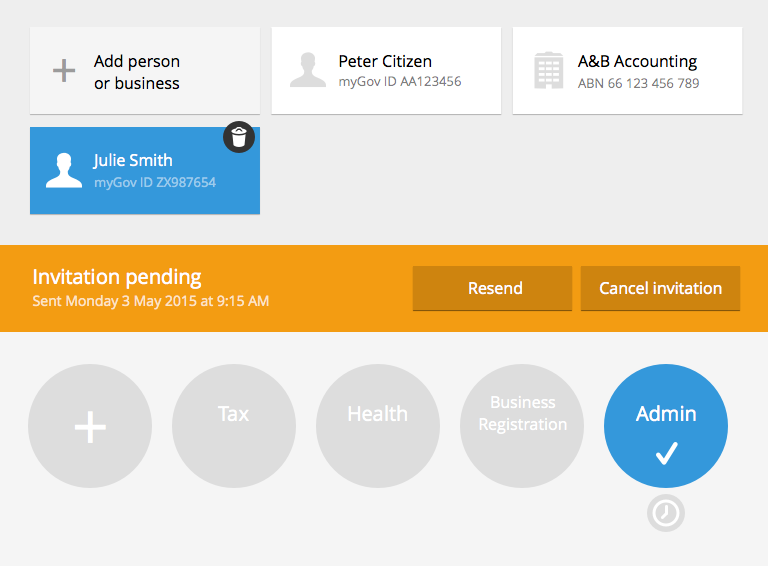 Add person
or business
Peter Citizen
myGov ID AA123456
A&B Accounting
ABN 66 123 456 789
Julie Smith
myGov ID ZX987654
Invitation pending
Sent Monday 3 May 2015 at 9:15 AM
Resend
Cancel invitation
Tax
Health
Business
Registration
Admin